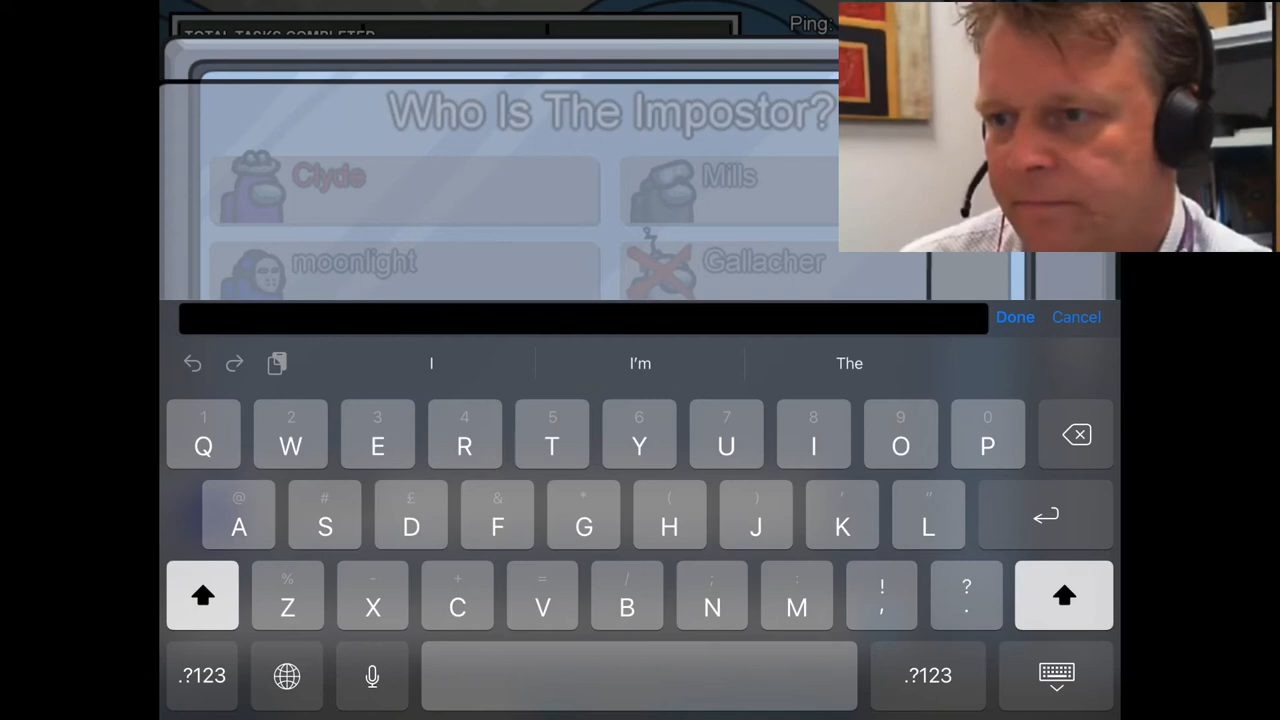 TOTAL TASKS COMPLETED
Ping:
Who Is The Impostor?
Clyde
Mills
moonlight
Gallacher
Done Cancel
I I'm The
1 2 3 4 5 6 7 8 9 0
Q W E R T Y U I O P
@ # £ & * ( ) ' "
A S D F G H J K L
% - + = / ; : ! ?
Z X C V B N M , .
.?123 .?123